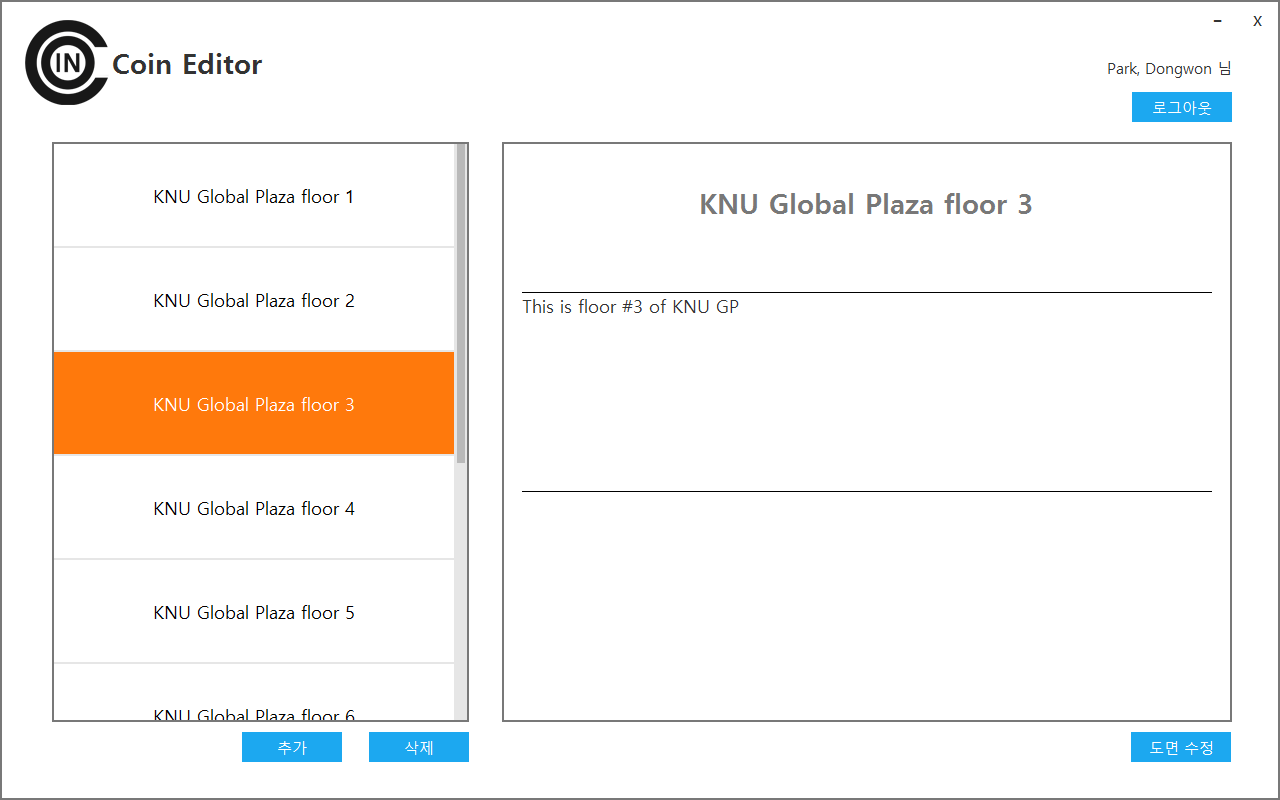 IN
Coin Editor
– X
Park, Dongwon 님
로그아웃
KNU Global Plaza floor 1
KNU Global Plaza floor 2
KNU Global Plaza floor 3
KNU Global Plaza floor 4
KNU Global Plaza floor 5
KNU Global Plaza floor 6
추가
삭제
KNU Global Plaza floor 3
This is floor #3 of KNU GP
도면 수정